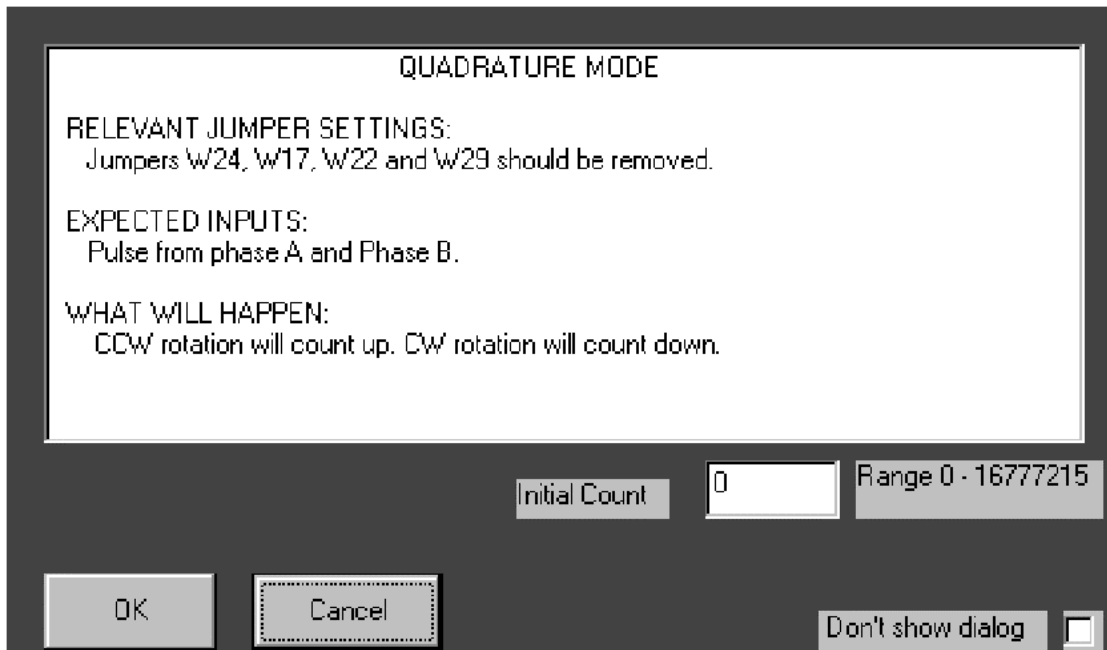 QUADRATURE MODE
RELEVANT JUMPER SETTINGS:
Jumpers W24, W17, W22 and W29 should be removed.
EXPECTED INPUTS:
Pulse from phase A and Phase B.
WHAT WILL HAPPEN:
CCW rotation will count up. CW rotation will count down.
Initial Count
0
Range 0 - 16777215
OK
Cancel
Don't show dialog